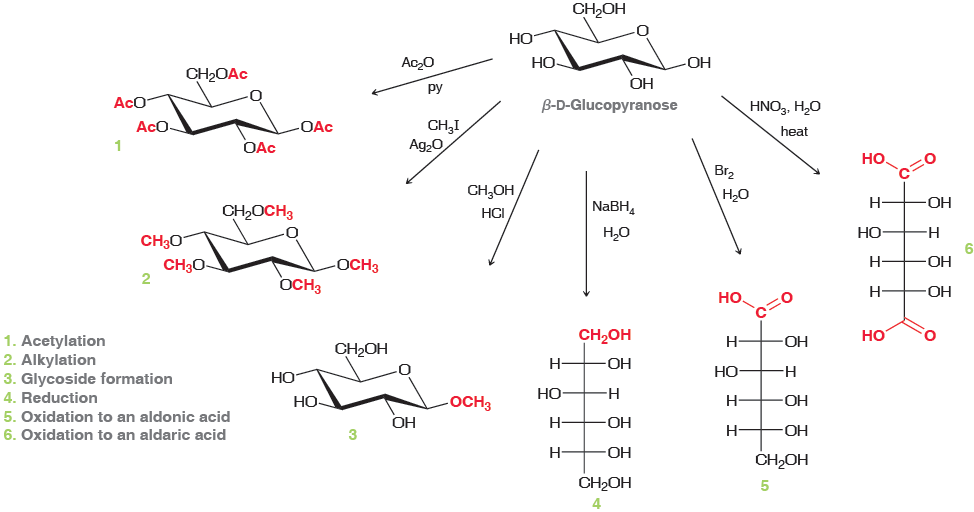 CH2OH
O
HO
HO
OH
OH
β-D-Glucopyranose
Ac2O
py
CH2OAc
O
AcO
AcO
OAc
OAc
1
CH3I
Ag2O
CH2OCH3
O
CH3O
CH3O
OCH3
OCH3
2
CH3OH
HCl
CH2OH
O
HO
HO
OCH3
OH
3
NaBH4
H2O
CH2OH
H OH
HO H
H OH
H OH
CH2OH
4
Br2
H2O
HO O
C
H OH
HO H
H OH
H OH
CH2OH
5
HNO3, H2O
heat
HO O
C
H OH
HO H
H OH
H OH
HO C O
6
1. Acetylation
2. Alkylation
3. Glycoside formation
4. Reduction
5. Oxidation to an aldonic acid
6. Oxidation to an aldaric acid